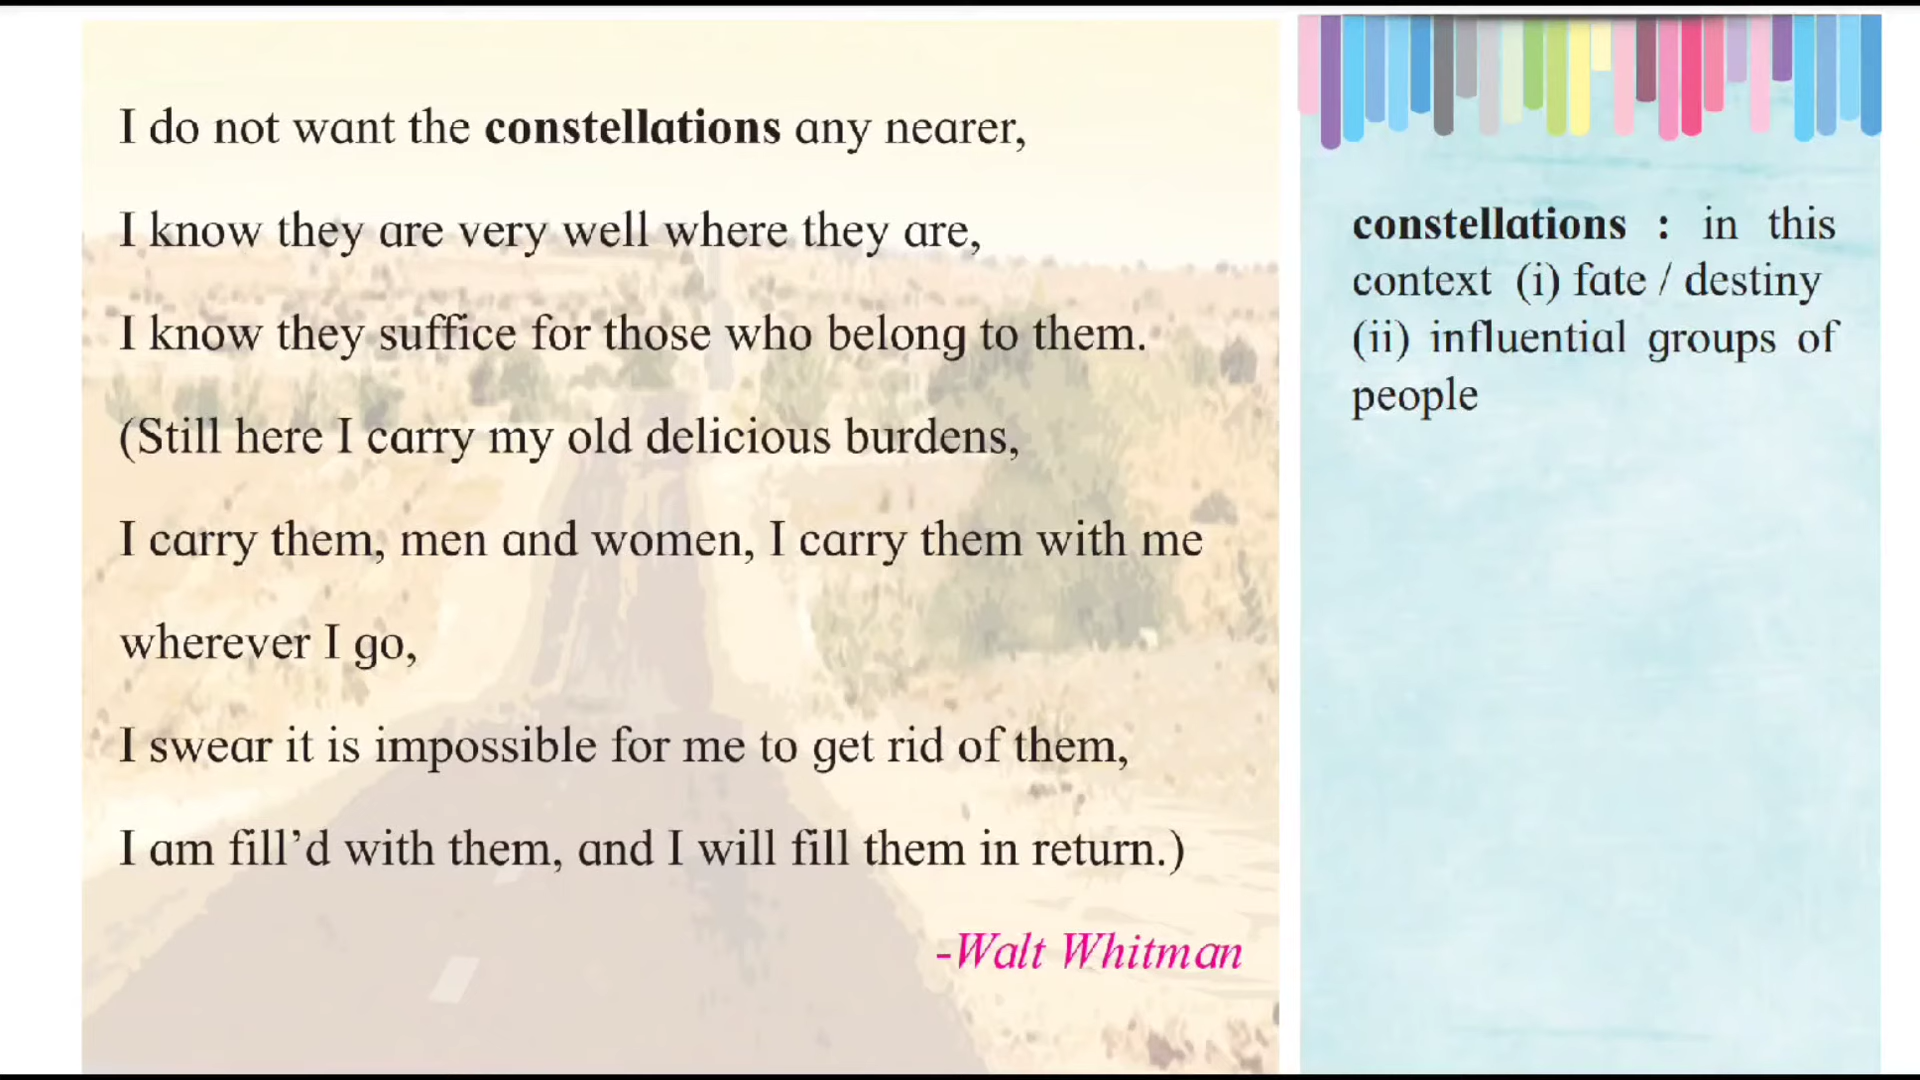 I do not want the constellations any nearer,
I know they are very well where they are,
I know they suffice for those who belong to them.
(Still here I carry my old delicious burdens,
I carry them, men and women, I carry them with me
wherever I go,
I swear it is impossible for me to get rid of them,
I am fill’d with them, and I will fill them in return.)
-Walt Whitman
constellations : in this
context (i) fate / destiny
(ii) influential groups of
people